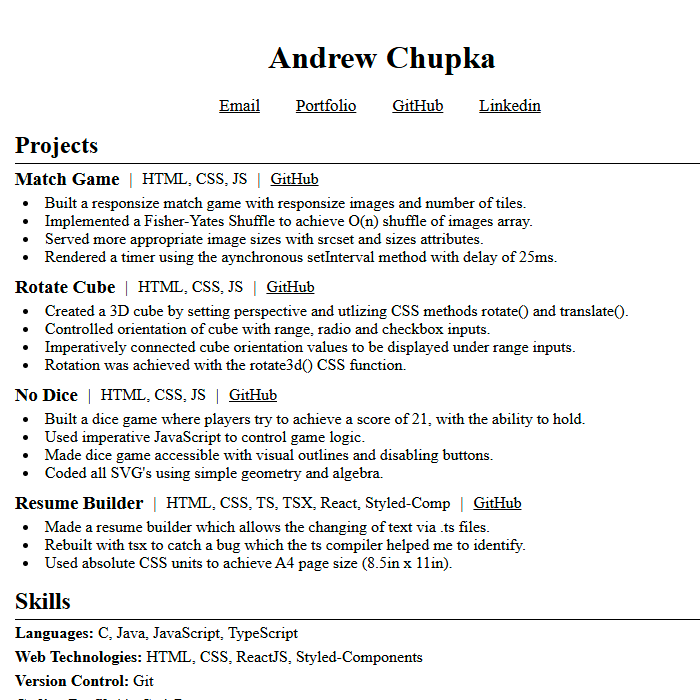 Andrew Chupka
Email Portfolio GitHub Linkedin
Projects
Match Game | HTML, CSS, JS | GitHub
• Built a responsize match game with responsize images and number of tiles.
• Implemented a Fisher-Yates Shuffle to achieve O(n) shuffle of images array.
• Served more appropriate image sizes with srcset and sizes attributes.
• Rendered a timer using the aynchronous setInterval method with delay of 25ms.
Rotate Cube | HTML, CSS, JS | GitHub
• Created a 3D cube by setting perspective and utlizing CSS methods rotate() and translate().
• Controlled orientation of cube with range, radio and checkbox inputs.
• Imperatively connected cube orientation values to be displayed under range inputs.
• Rotation was achieved with the rotate3d() CSS function.
No Dice | HTML, CSS, JS | GitHub
• Built a dice game where players try to achieve a score of 21, with the ability to hold.
• Used imperative JavaScript to control game logic.
• Made dice game accessible with visual outlines and disabling buttons.
• Coded all SVG's using simple geometry and algebra.
Resume Builder | HTML, CSS, TS, TSX, React, Styled-Comp | GitHub
• Made a resume builder which allows the changing of text via .ts files.
• Rebuilt with tsx to catch a bug which the ts compiler helped me to identify.
• Used absolute CSS units to achieve A4 page size (8.5in x 11in).
Skills
Languages: C, Java, JavaScript, TypeScript
Web Technologies: HTML, CSS, ReactJS, Styled-Components
Version Control: Git